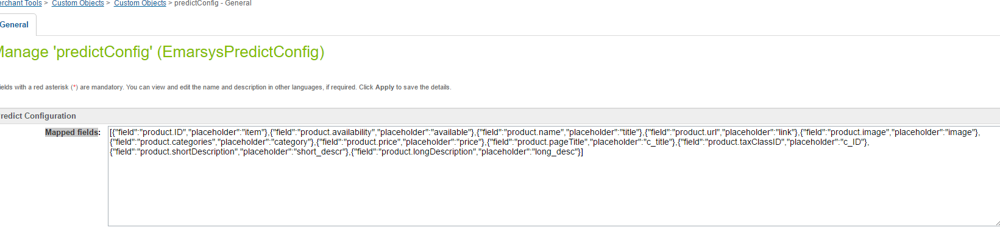 erchant Tools > Custom Objects > Custom Objects > predictConfig - General
General
Manage 'predictConfig' (EmarsysPredictConfig)
ields with a red asterisk (*) are mandatory. You can view and edit the name and description in other languages, if required. Click Apply to save the details.
redict Configuration
Mapped fields: [{"field":"product.ID","placeholder":"item"},{"field":"product.availability","placeholder":"available"},{"field":"product.name","placeholder":"title"},{"field":"product.url","placeholder":"link"},{"field":"product.image","placeholder":"image"},
{"field":"product.categories","placeholder":"category"},{"field":"product.price","placeholder":"price"},{"field":"product.pageTitle","placeholder":"c_title"},{"field":"product.taxClassID","placeholder":"c_ID"},
{"field":"product.shortDescription","placeholder":"short_descr"},{"field":"product.longDescription","placeholder":"long_desc"}]